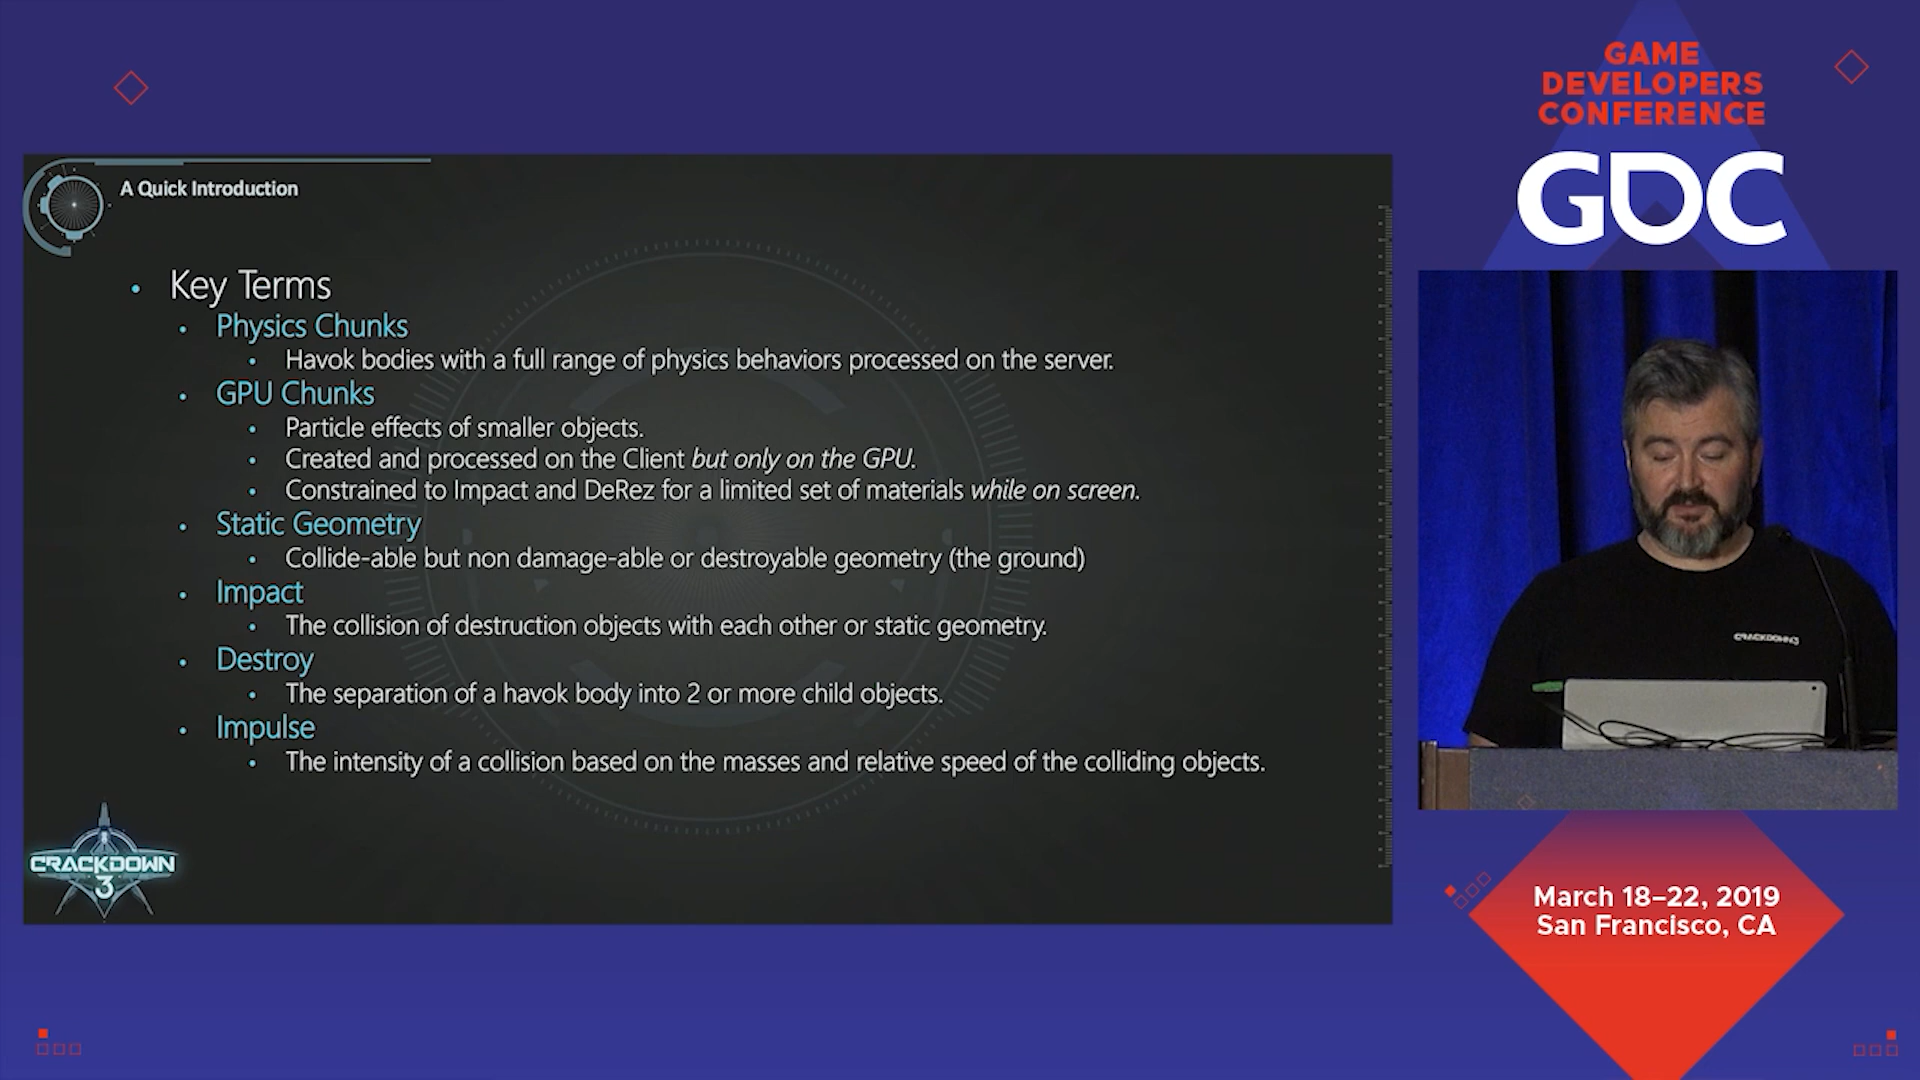 A Quick Introduction
Key Terms
Physics Chunks
Havok bodies with a full range of physics behaviors processed on the server.
GPU Chunks
Particle effects of smaller objects.
Created and processed on the Client but only on the GPU.
Constrained to Impact and DeRez for a limited set of materials while on screen.
Static Geometry
Collide-able but non damage-able or destroyable geometry (the ground)
Impact
The collision of destruction objects with each other or static geometry.
Destroy
The separation of a havok body into 2 or more child objects.
Impulse
The intensity of a collision based on the masses and relative speed of the colliding objects.
CRACKDOWN
3
GAME
DEVELOPERS
CONFERENCE
GDC
CRACKDOWN3
March 18–22, 2019
San Francisco, CA